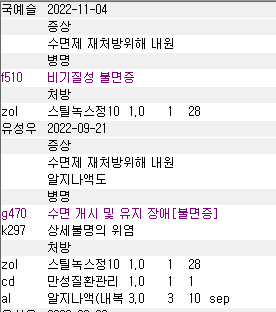 국예슬 2022-11-04
증상
수면제 재처방위해 내원
병명
f510 비기질성 불면증
처방
zol 스틸녹스정10 1.0 1 28
유성우 2022-09-21
증상
수면제 재처방위해 내원
알지나액도
병명
g470 수면 개시 및 유지 장애[불면증]
k297 상세불명의 위염
처방
zol 스틸녹스정10 1.0 1 28
cd 만성질환관리 1.0 1 1
al 알지나액(내복 3.0 3 10 sep